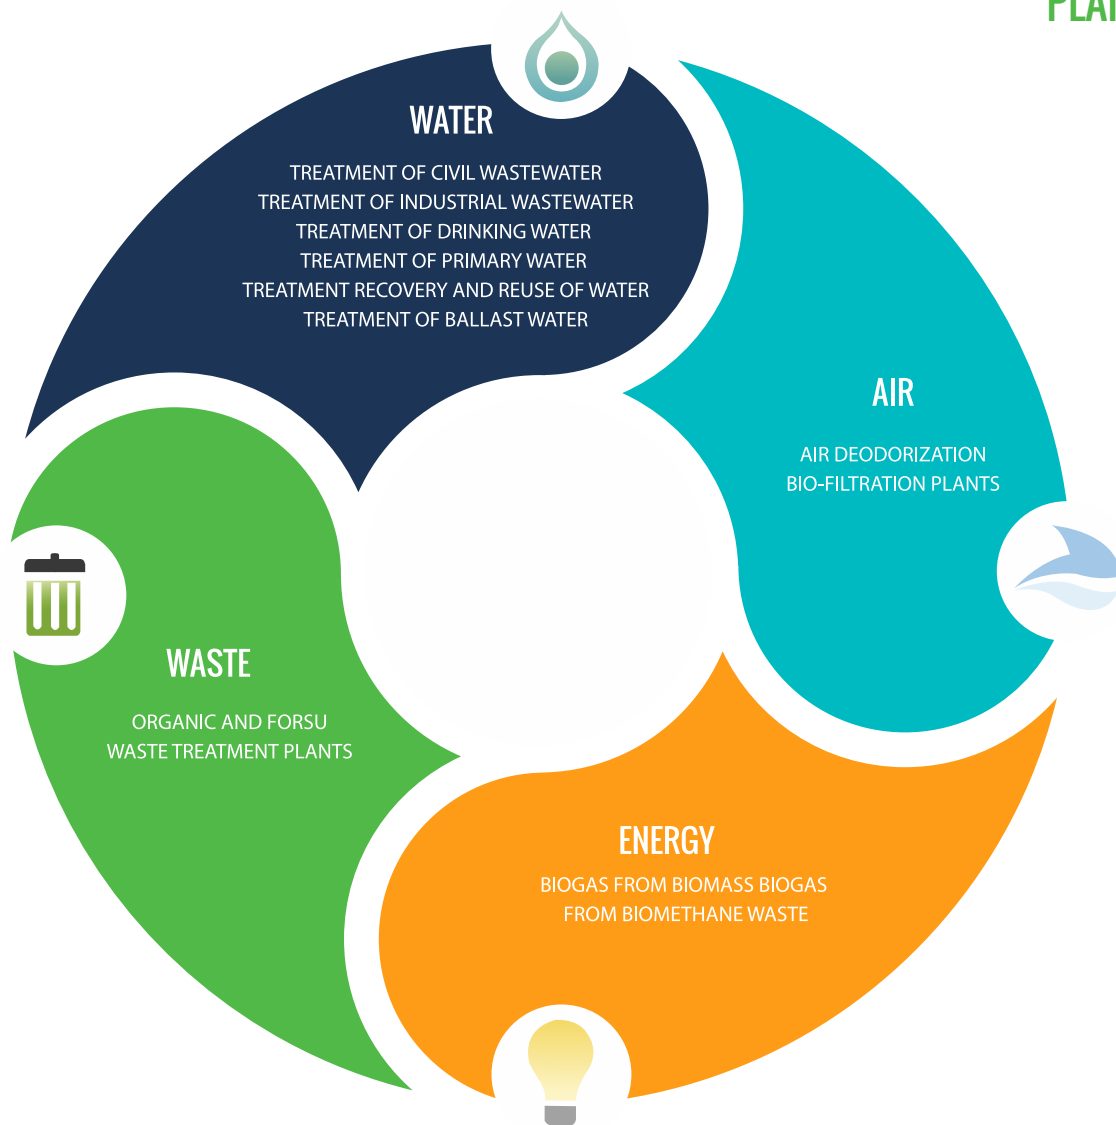 WATER
TREATMENT OF CIVIL WASTEWATER
TREATMENT OF INDUSTRIAL WASTEWATER
TREATMENT OF DRINKING WATER
TREATMENT OF PRIMARY WATER
TREATMENT RECOVERY AND REUSE OF WATER
TREATMENT OF BALLAST WATER
AIR
AIR DEODORIZATION
BIO-FILTRATION PLANTS
WASTE
ORGANIC AND FORSU
WASTE TREATMENT PLANTS
ENERGY
BIOGAS FROM BIOMASS BIOGAS
FROM BIOMETHANE WASTE